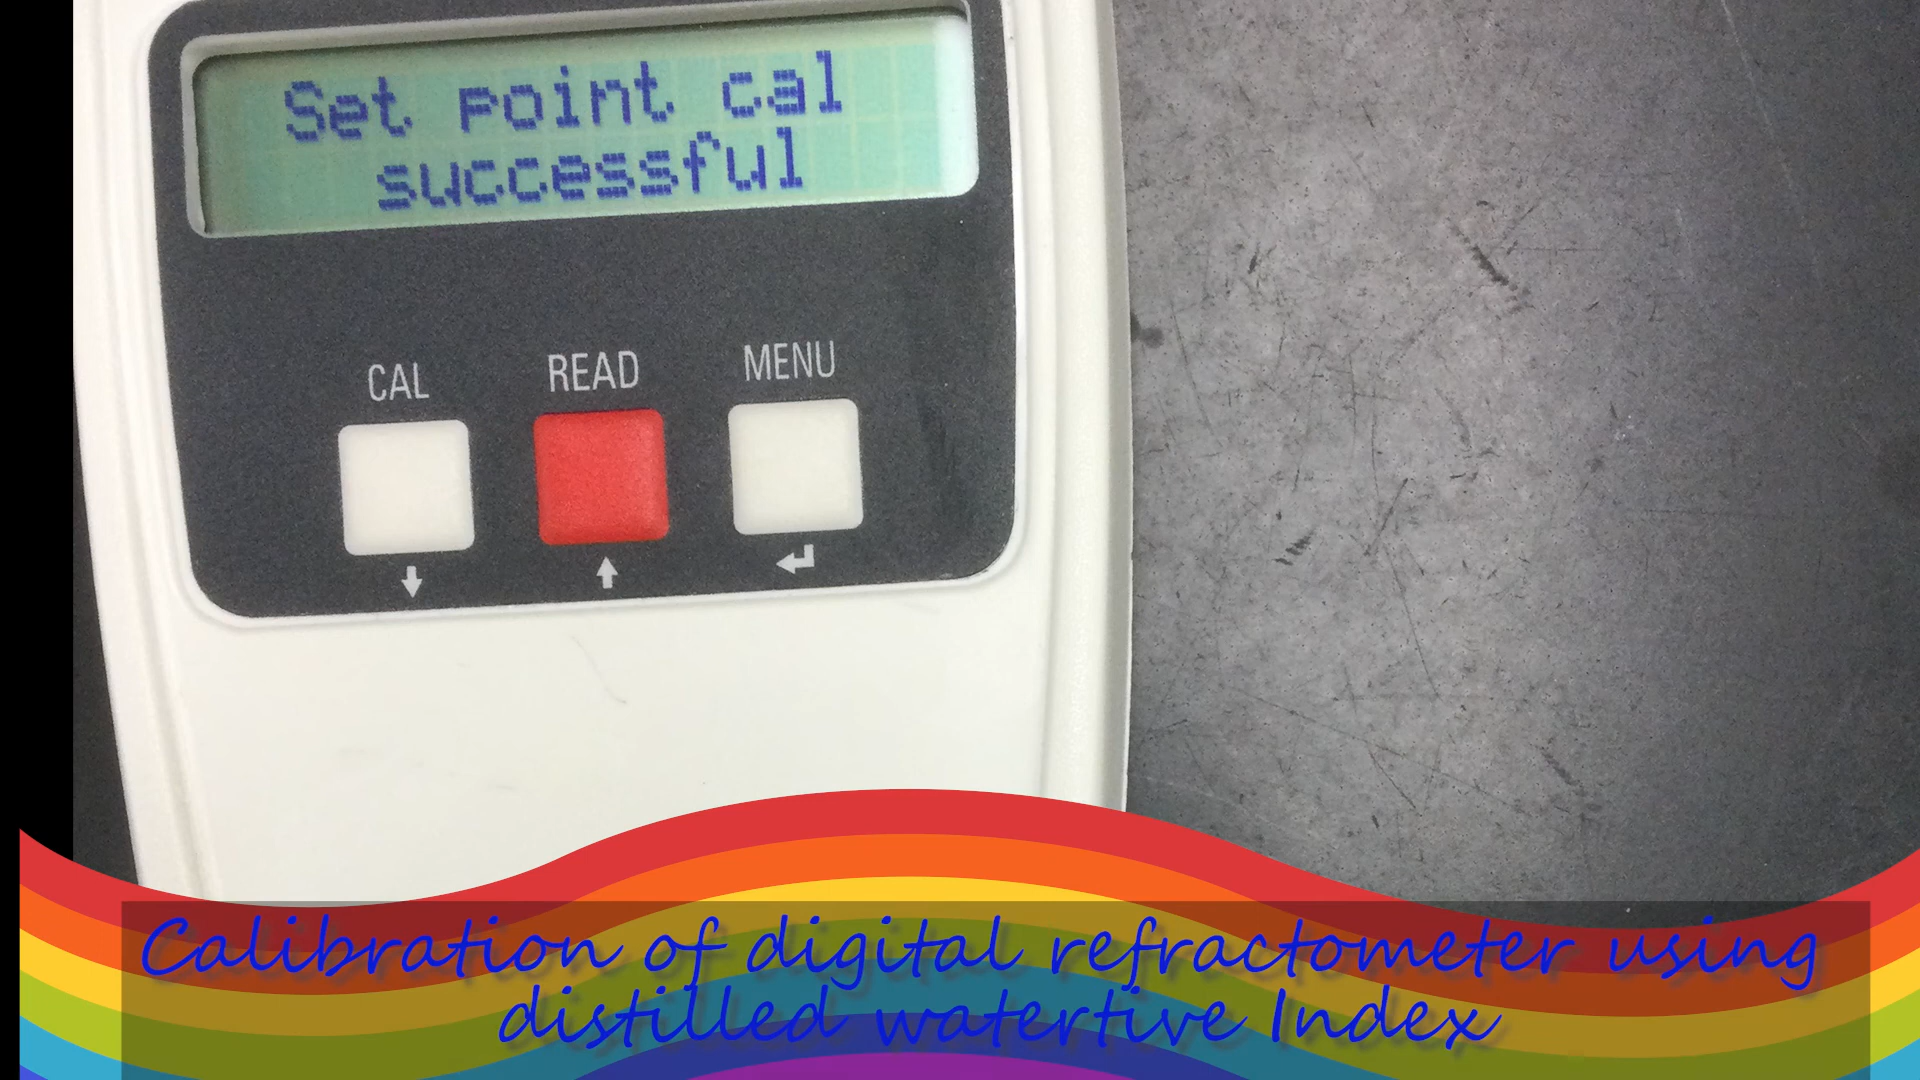 Set point cal
successful
CAL READ MENU
Calibration of digital refractometer using
distilled watertive Index